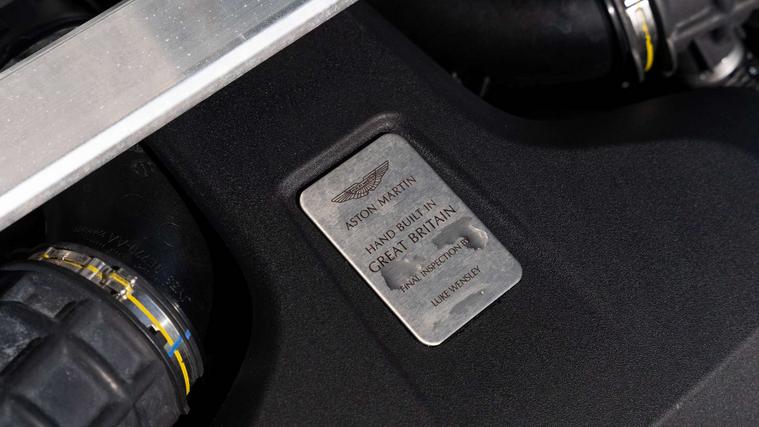 ASTON MARTIN
HAND BUILT IN
GREAT BRITAIN
FINAL INSPECTION BY
LUKE WENSLEY